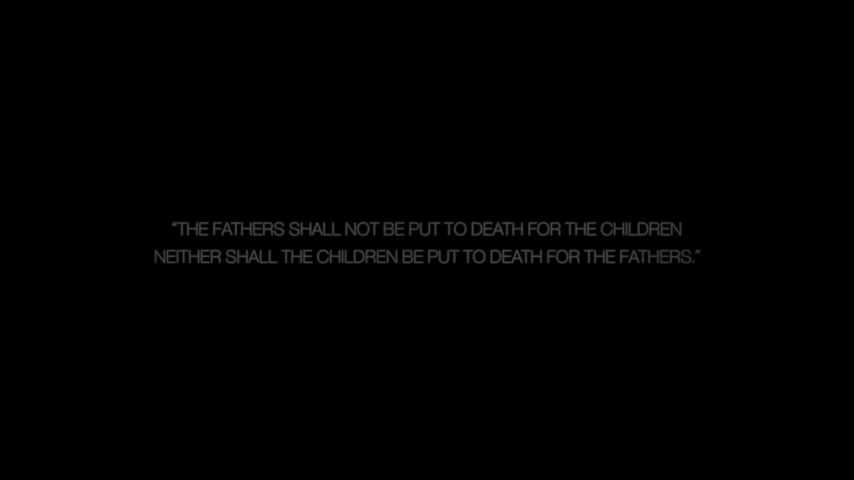 “THE FATHERS SHALL NOT BE PUT TO DEATH FOR THE CHILDREN
NEITHER SHALL THE CHILDREN BE PUT TO DEATH FOR THE FATHERS.”